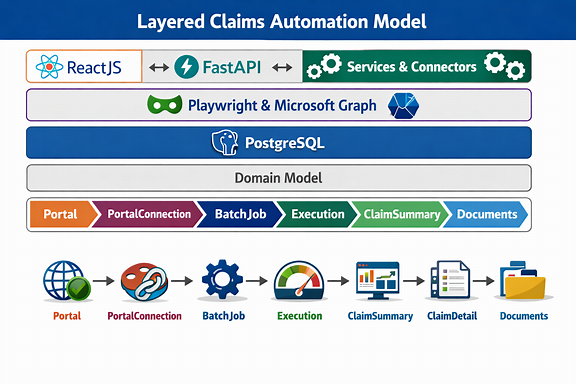 Layered Claims Automation Model
ReactJS
FastAPI
Services & Connectors
Playwright & Microsoft Graph
PostgreSQL
Domain Model
Portal
PortalConnection
BatchJob
Execution
ClaimSummary
Documents
Portal
PortalConnection
BatchJob
Execution
ClaimSummary
ClaimDetail
Documents